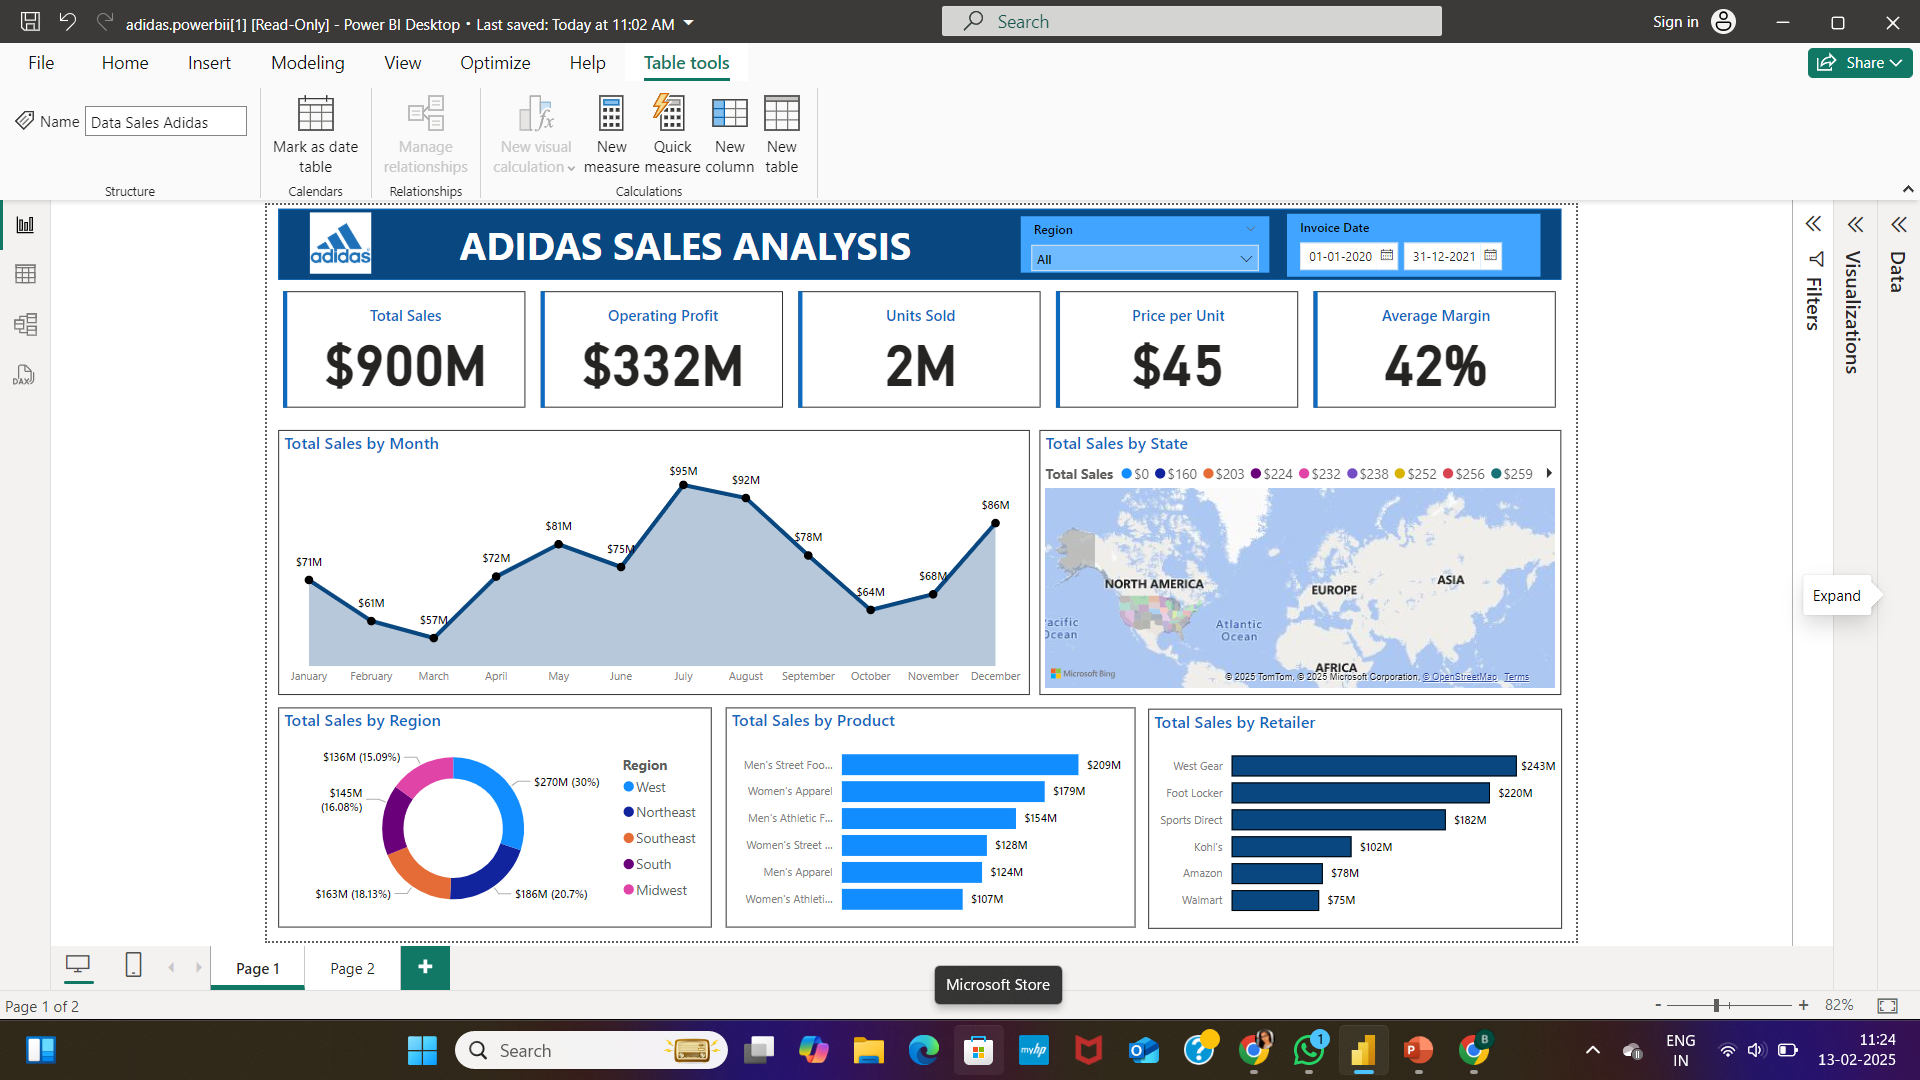 adidas.powerbii[1] [Read-Only] - Power BI Desktop • Last saved: Today at 11:02 AM
Search
Sign in
File
Home
Insert
Modeling
View
Optimize
Help
Table tools
Share
Name
Data Sales Adidas
Mark as date
table
Manage
relationships
New visual
calculation
New
measure
Quick
measure
New
column
New
table
Structure
Calendars
Relationships
Calculations
adidas
ADIDAS SALES ANALYSIS
Region
All
Invoice Date
01-01-2020
31-12-2021
Total Sales
$900M
Operating Profit
$332M
Units Sold
2M
Price per Unit
$45
Average Margin
42%
Filters
Visualizations
Data
Expand
DAX
Total Sales by Month
$71M
$61M
$57M
$72M
$81M
$75M
$95M
$92M
$78M
$64M
$68M
$86M
January
February
March
April
May
June
July
August
September
October
November
December
Total Sales by State
Total Sales $0 $160 $203 $224 $232 $238 $252 $256 $259
NORTH AMERICA
EUROPE
ASIA
acific
Ocean
Atlantic
Ocean
AFRICA
Microsoft Bing
© 2025 TomTom, © 2025 Microsoft Corporation, © OpenStreetMap Terms
Total Sales by Region
$136M (15.09%)
$145M
(16.08%)
$163M (18.13%)
$270M (30%)
$186M (20.7%)
Region
West
Northeast
Southeast
South
Midwest
Total Sales by Product
Men's Street Foo... $209M
Women's Apparel $179M
Men's Athletic F... $154M
Women's Street ... $128M
Men's Apparel $124M
Women's Athleti... $107M
Total Sales by Retailer
West Gear $243M
Foot Locker $220M
Sports Direct $182M
Kohl's $102M
Amazon $78M
Walmart $75M
Page 1
Page 2
+
Microsoft Store
Page 1 of 2
- + 82%
Search
myhp
P
B
1
ENG
IN
11:24
13-02-2025